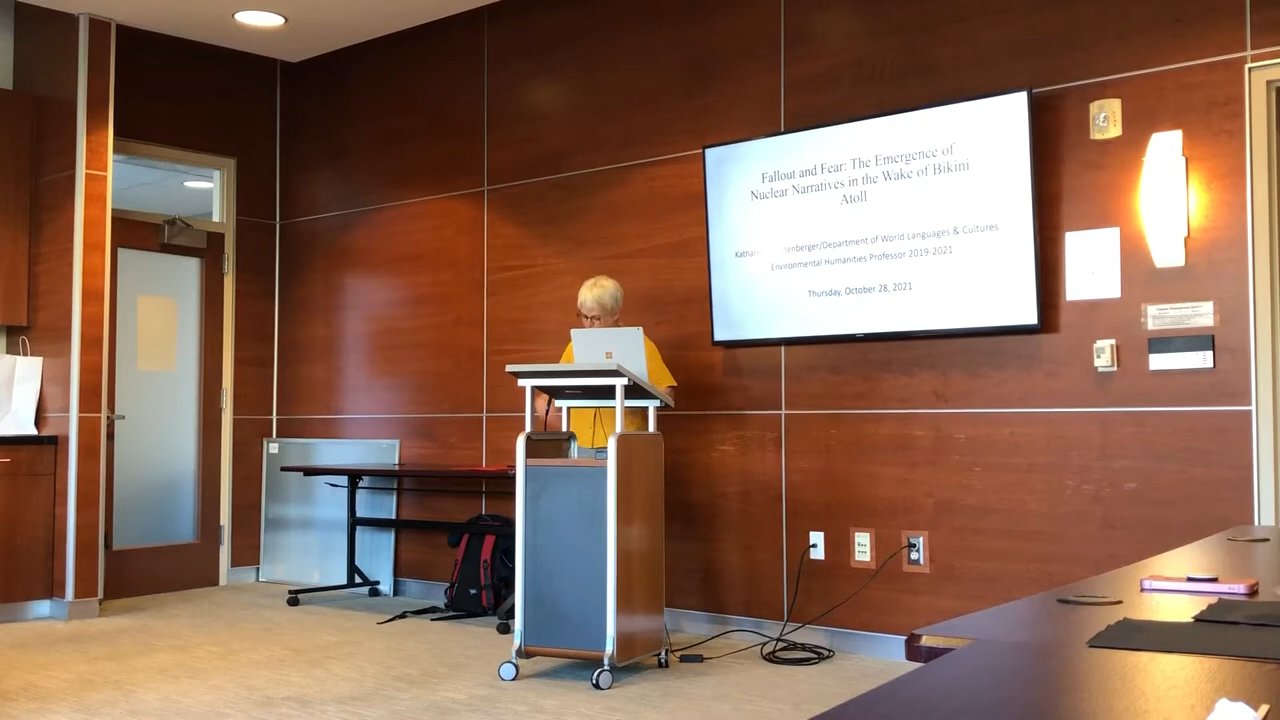 Fallout and Fear: The Emergence of
Nuclear Narratives in the Wake of Bikini
Atoll
Department of World Languages & Cultures
Environmental Humanities Professor 2019-2021
Thursday, October 28, 2021